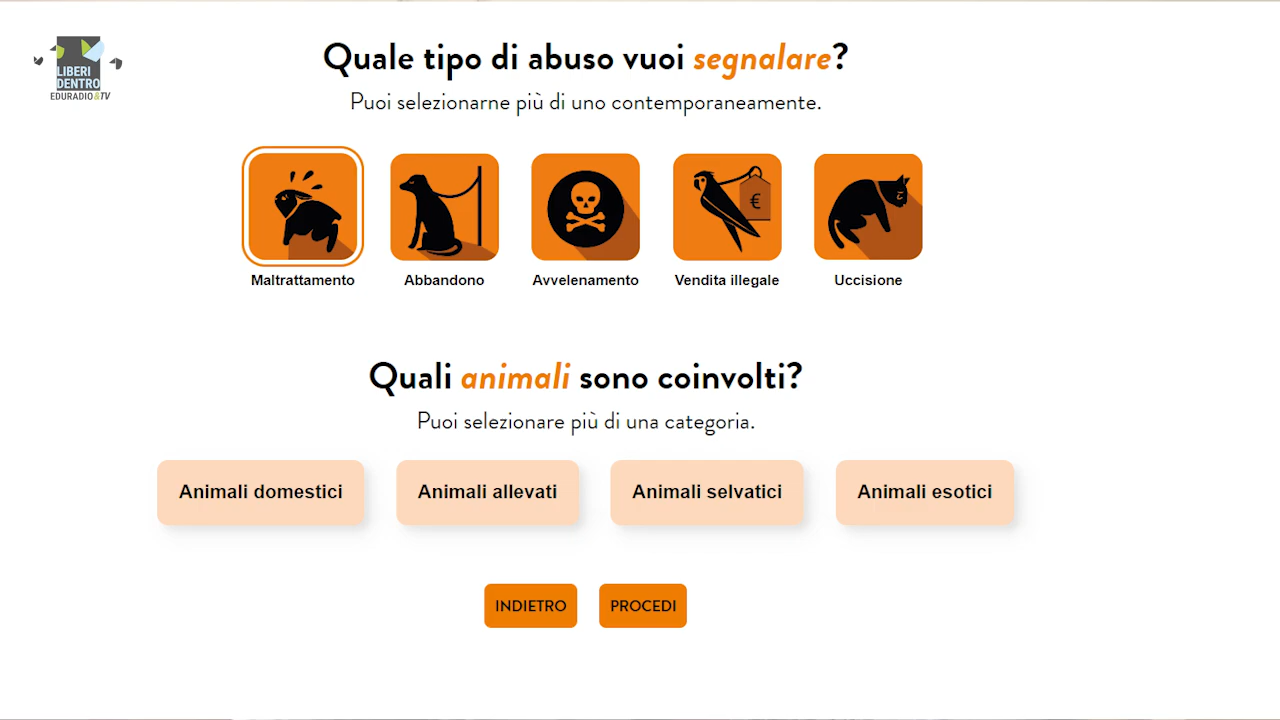 LIBERI
DENTRO
EDURADIO&TV
Quale tipo di abuso vuoi segnalare?
Puoi selezionarne più di uno contemporaneamente.
€
Maltrattamento
Abbandono
Avvelenamento
Vendita illegale
Uccisione
Quali animali sono coinvolti?
Puoi selezionare più di una categoria.
Animali domestici
Animali allevati
Animali selvatici
Animali esotici
INDIETRO
PROCEDI